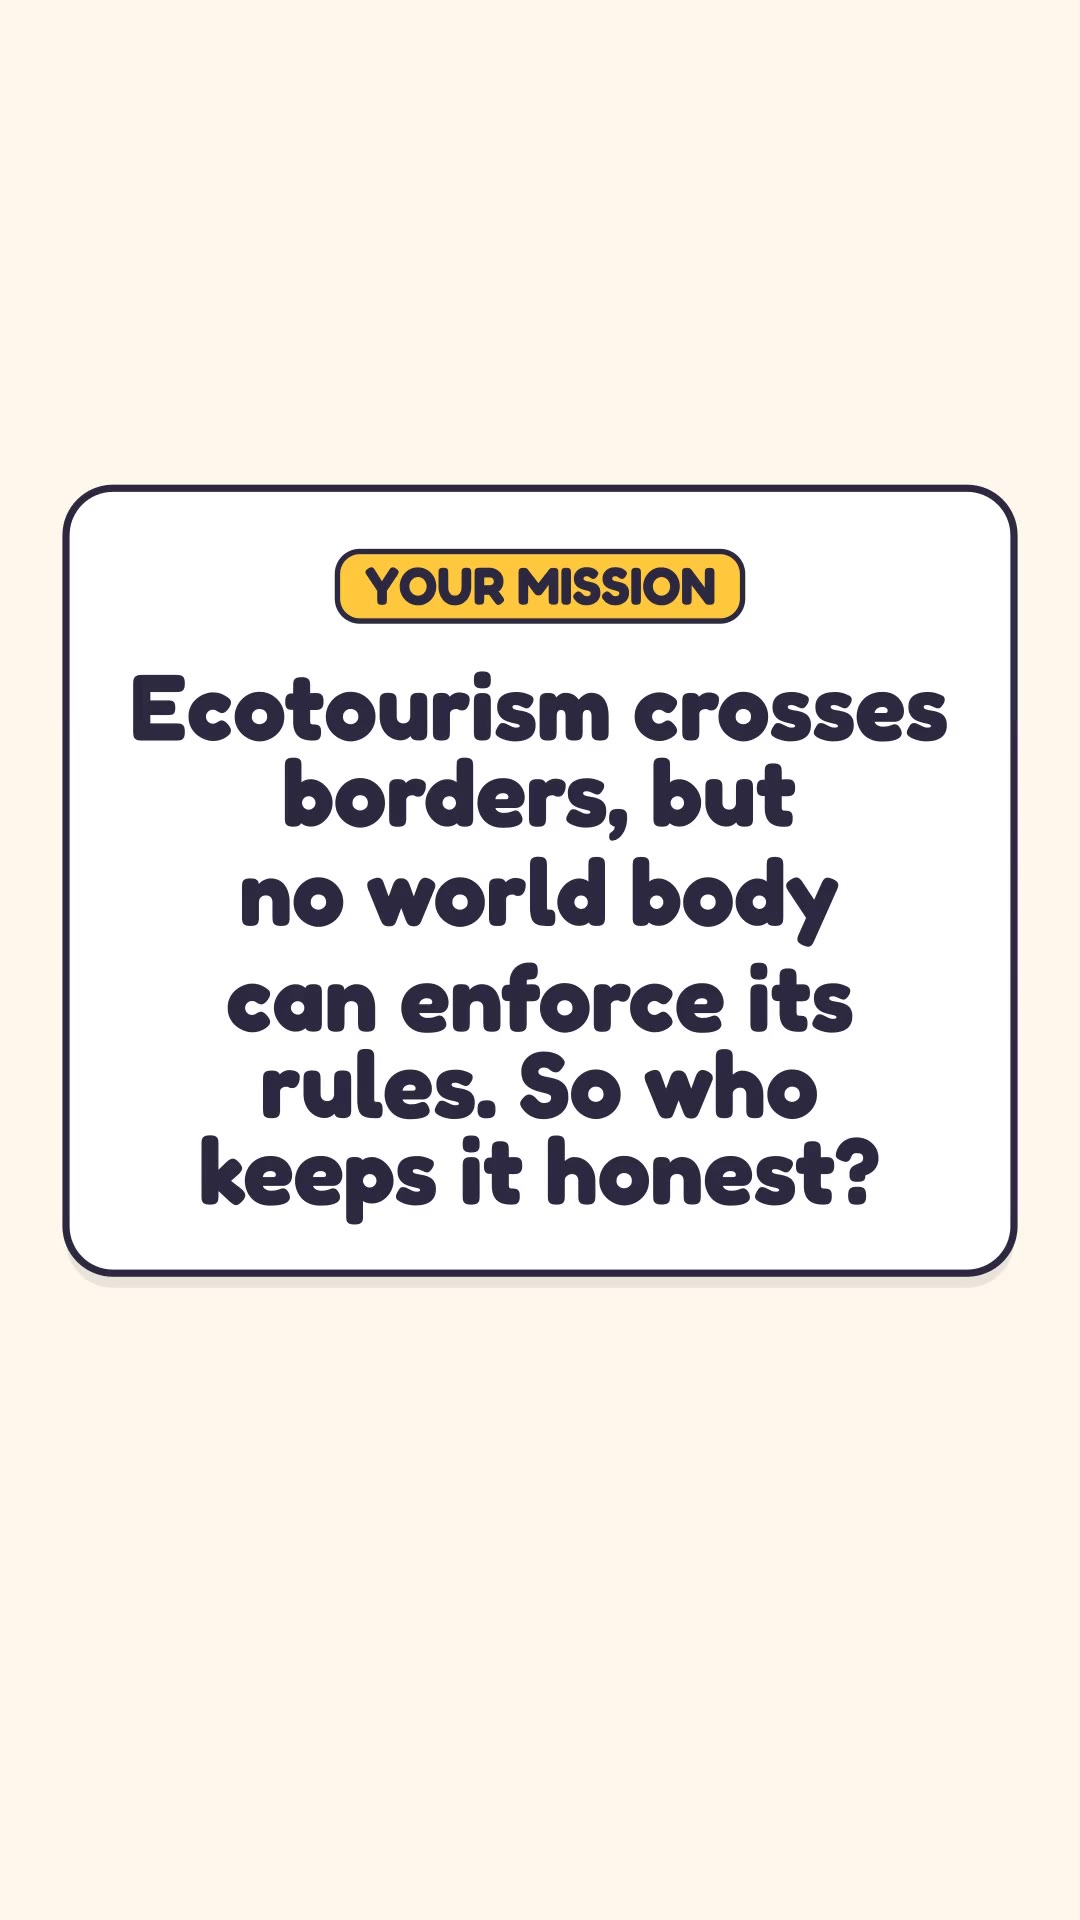 YOUR MISSION
Ecotourism crosses
borders, but
no world body
can enforce its
rules. So who
keeps it honest?